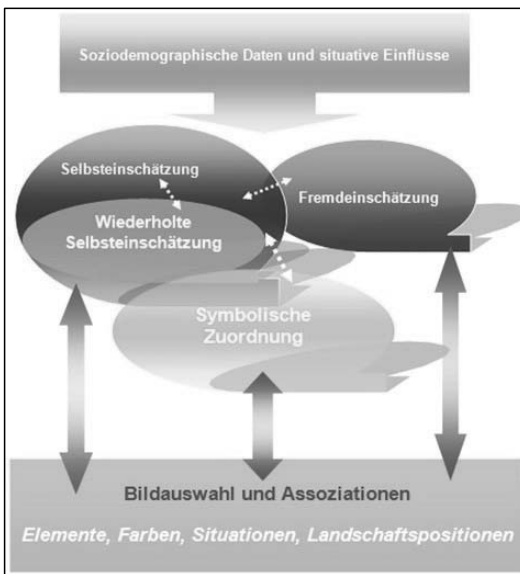 Soziodemographische Daten und situative Einflüsse
Selbsteinschätzung
Fremdeinschätzung
Wiederholte
Selbsteinschätzung
Symbolische
Zuordnung
Bildauswahl und Assoziationen
Elemente, Farben, Situationen, Landschaftspositionen